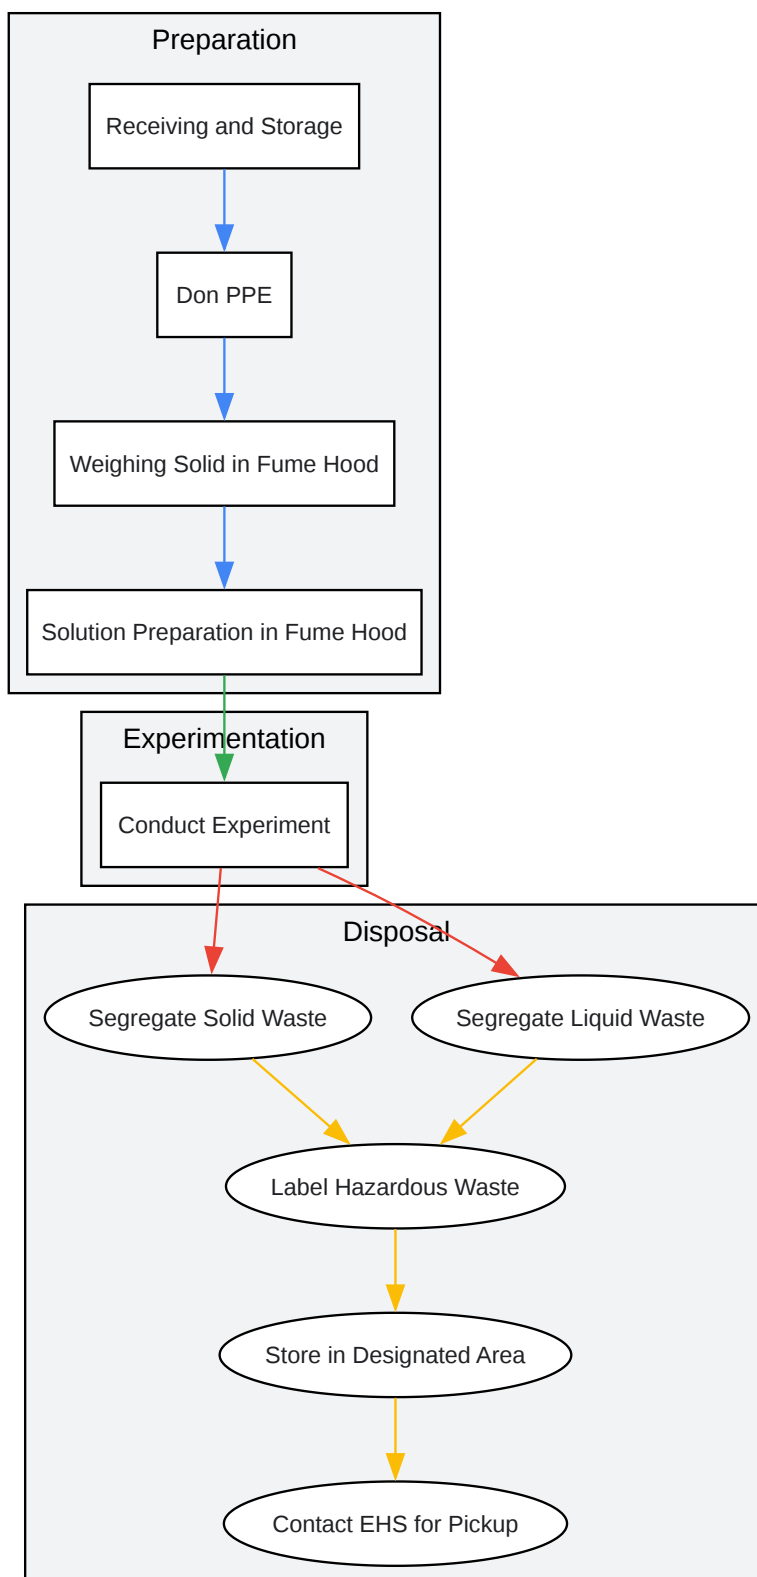 Preparation
Receiving and Storage
Don PPE
Weighing Solid in Fume Hood
Solution Preparation in Fume Hood
Experimentation
Conduct Experiment
Disposal
Segregate Solid Waste
Segregate Liquid Waste
Label Hazardous Waste
Store in Designated Area
Contact EHS for Pickup